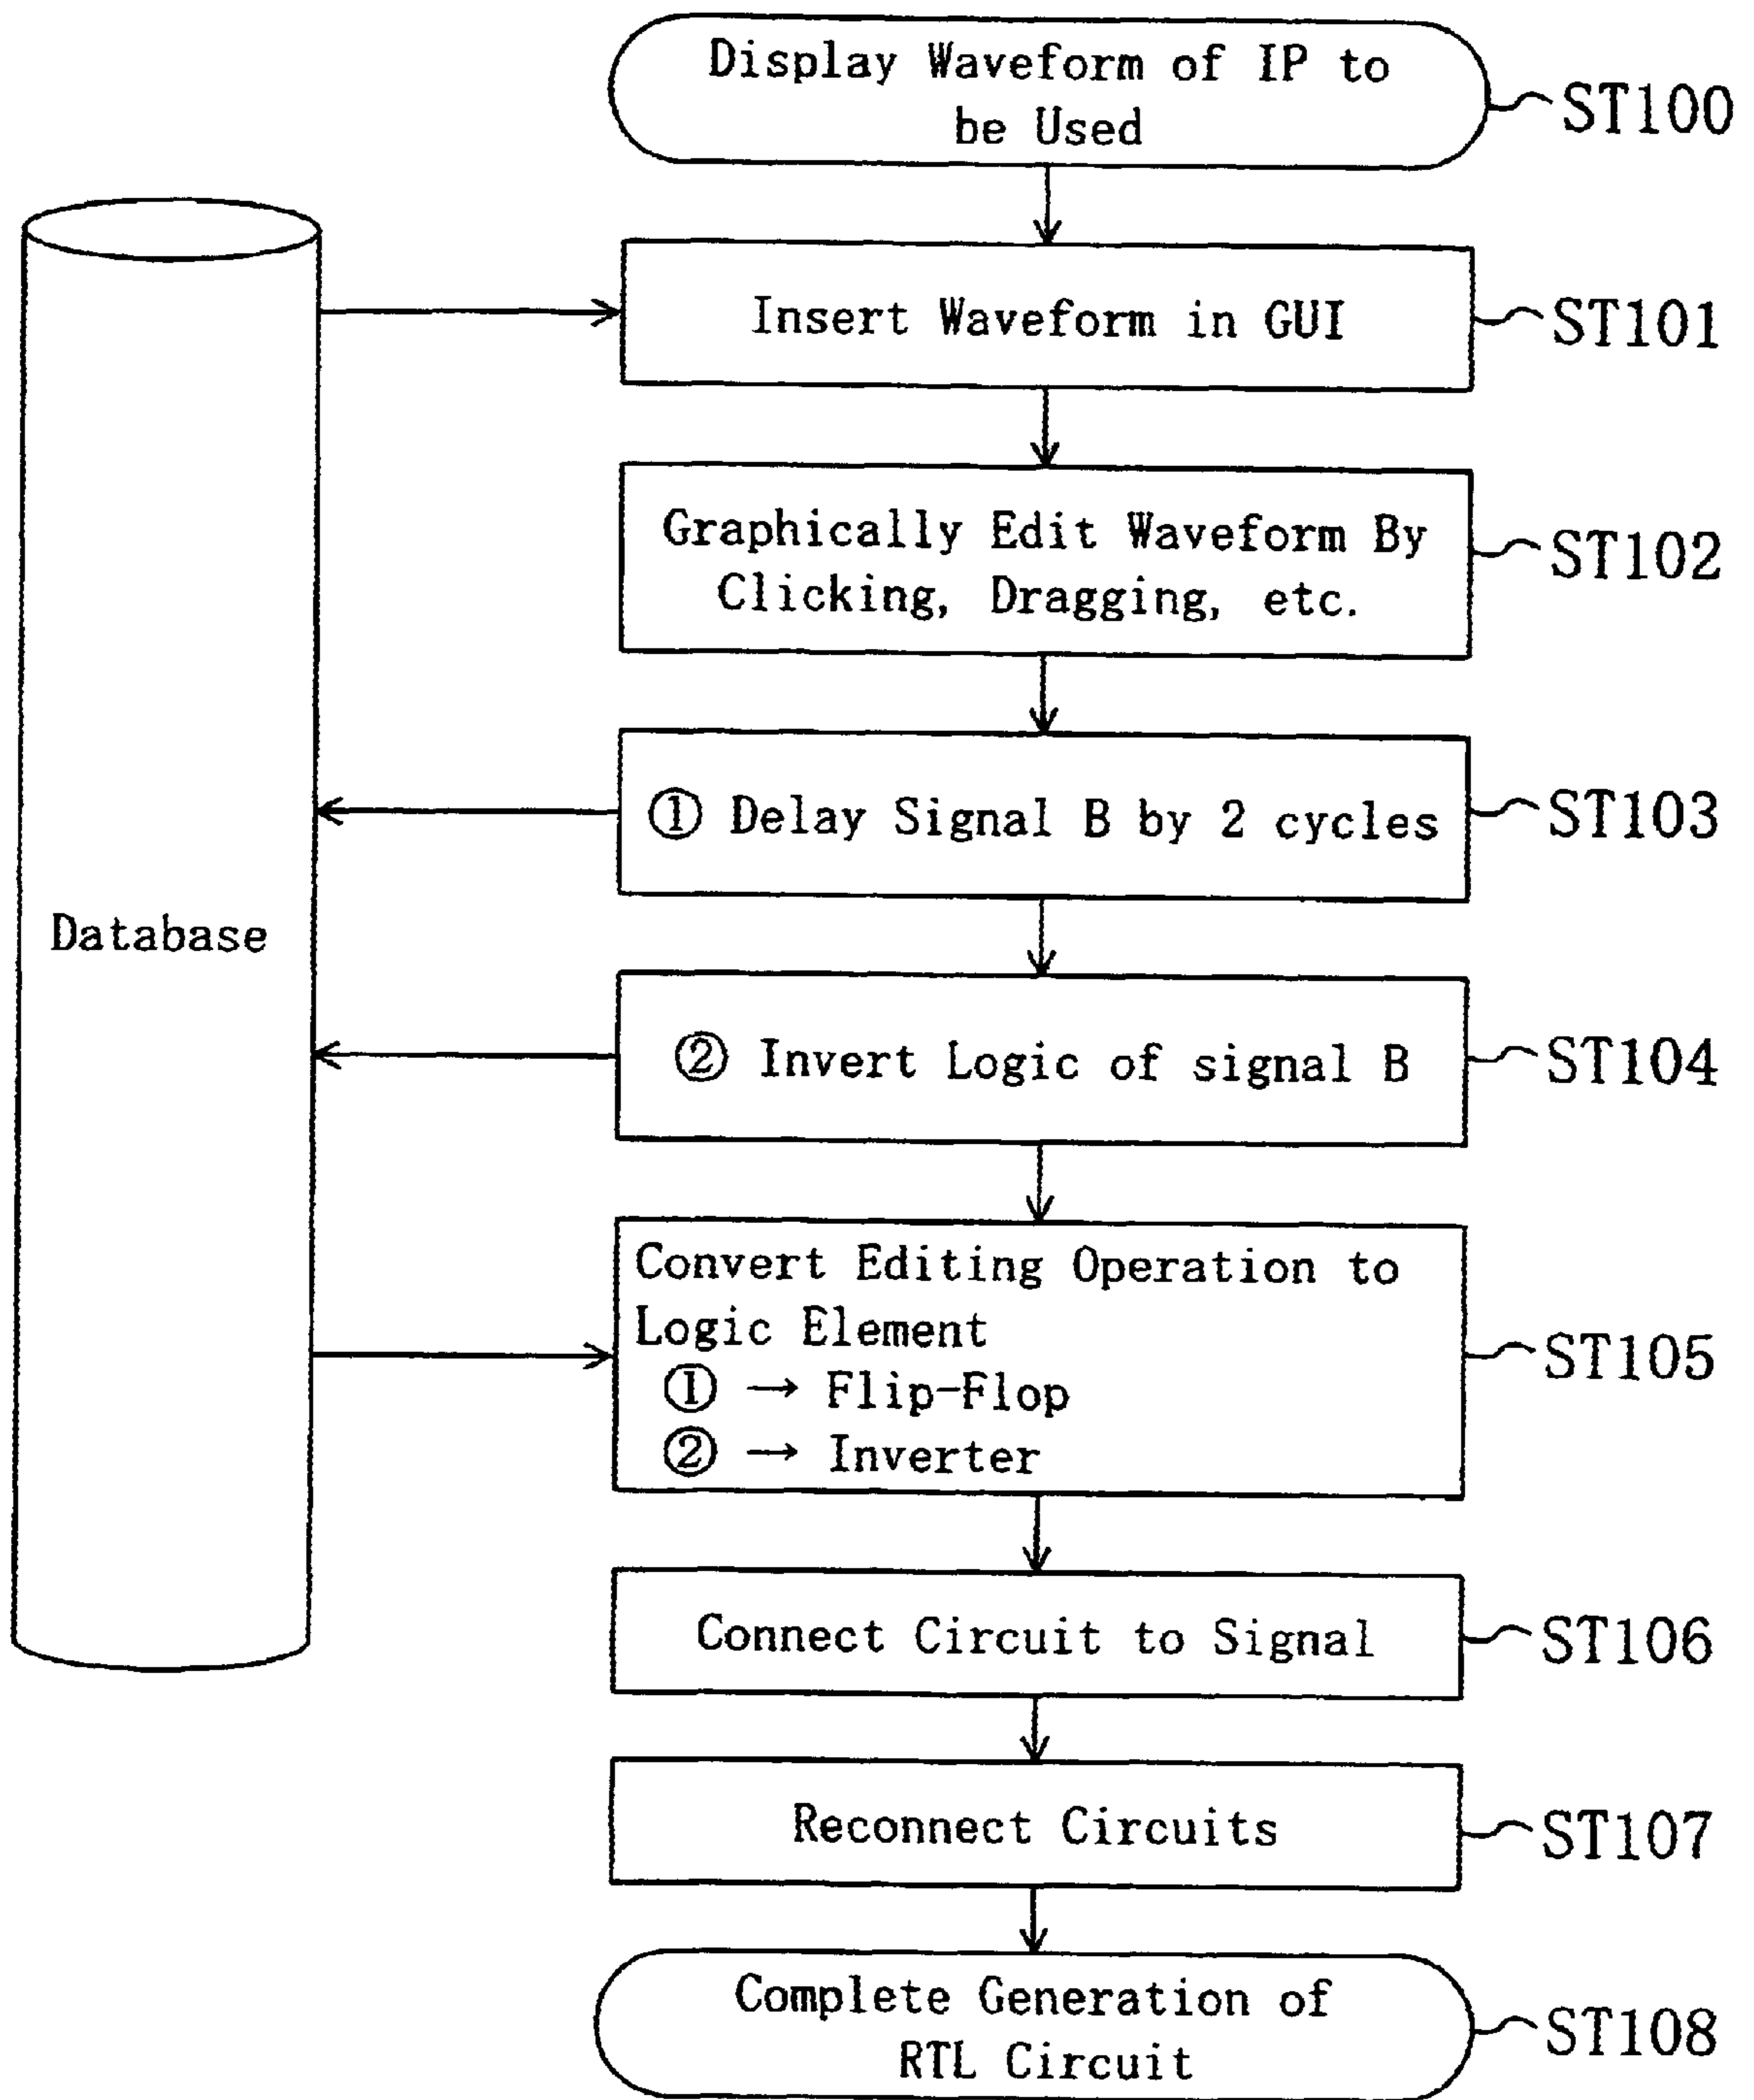 Display Waveform of IP to
be Used
ST100
Insert Waveform in GUI
ST101
Graphically Edit Waveform By
Clicking, Dragging, etc.
ST102
① Delay Signal B by 2 cycles
ST103
Database
② Invert Logic of signal B
ST104
Convert Editing Operation to
Logic Element
① → Flip-Flop
② → Inverter
ST105
Connect Circuit to Signal
ST106
Reconnect Circuits
ST107
Complete Generation of
RTL Circuit
ST108